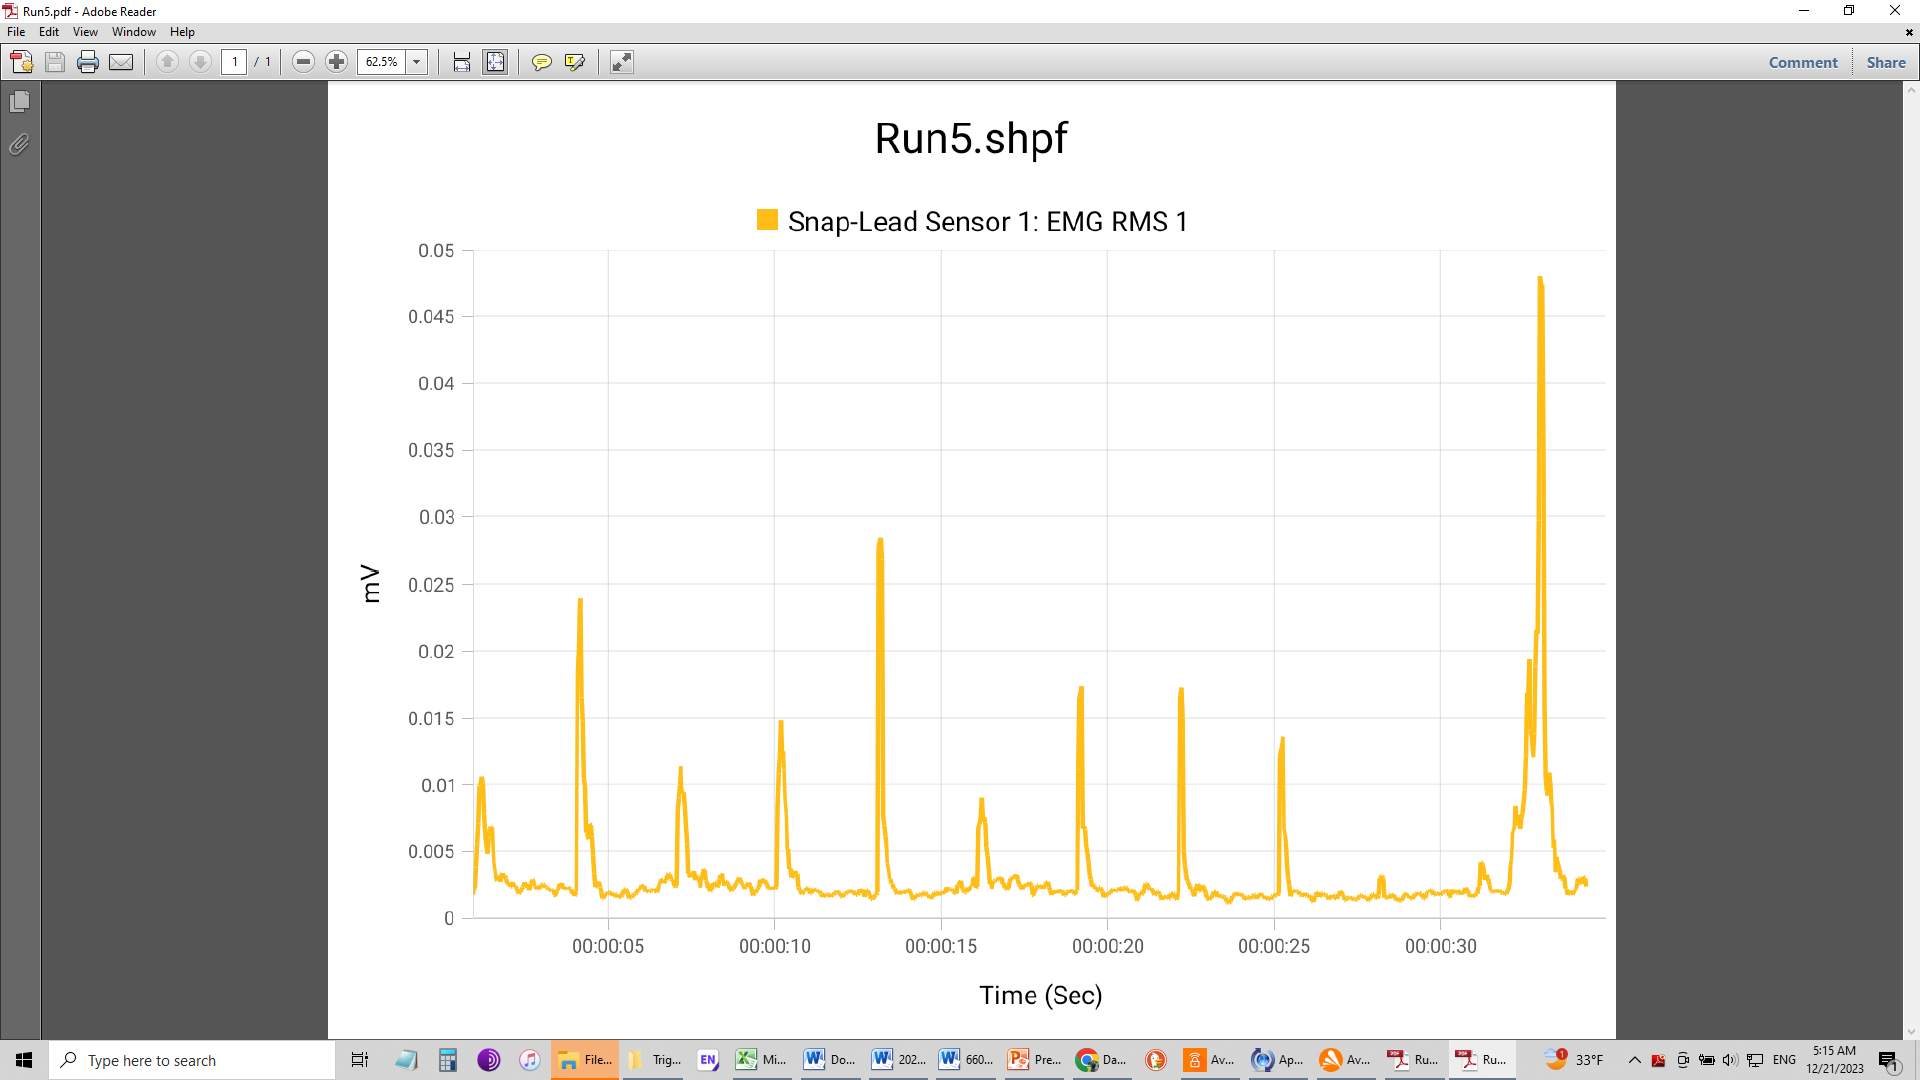 Run5.pdf - Adobe Reader
File Edit View Window Help
1 / 1 62.5% Comment Share
Run5.shpf
Snap-Lead Sensor 1: EMG RMS 1
0.05
0.045
0.04
0.035
0.03
0.025
0.02
0.015
0.01
0.005
0
mV
00:00:05 00:00:10 00:00:15 00:00:20 00:00:25 00:00:30
Time (Sec)
Type here to search File... Trig... EN Mi... Do... 202... 660... Pre... Da... Av... Ap... Av... Ru... Ru... 1 33°F ENG 5:15 AM 1
12/21/2023